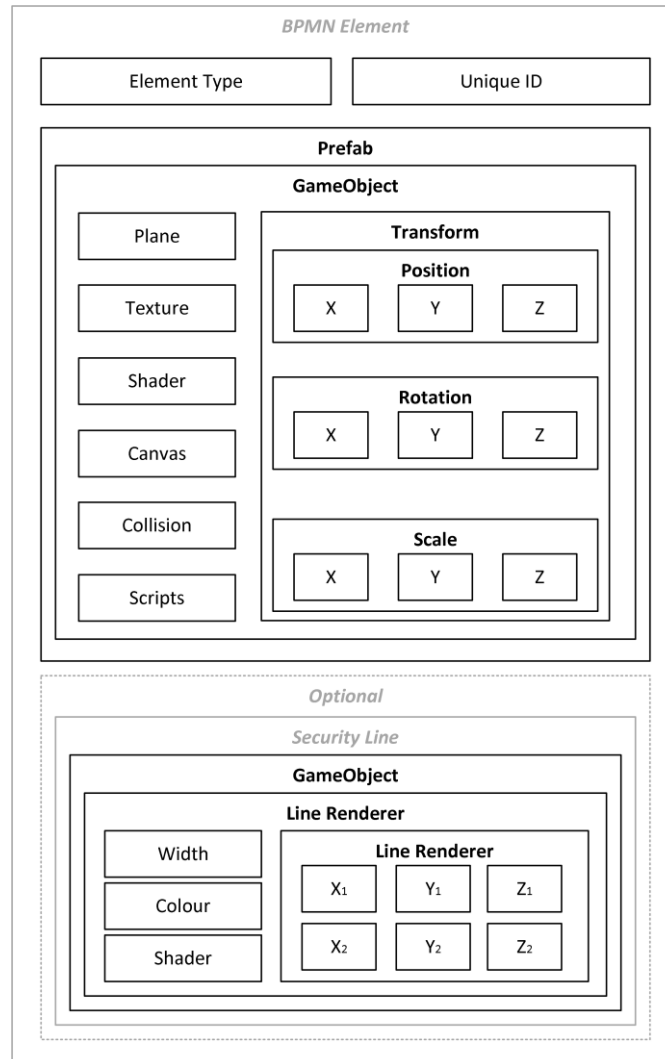 BPMN Element
Element Type Unique ID
Prefab
GameObject
Plane
Texture
Shader
Canvas
Collision
Scripts
Transform
Position
X Y Z
Rotation
X Y Z
Scale
X Y Z
Optional
Security Line
GameObject
Line Renderer
Width
Colour
Shader
Line Renderer
X1 Y1 Z1
X2 Y2 Z2